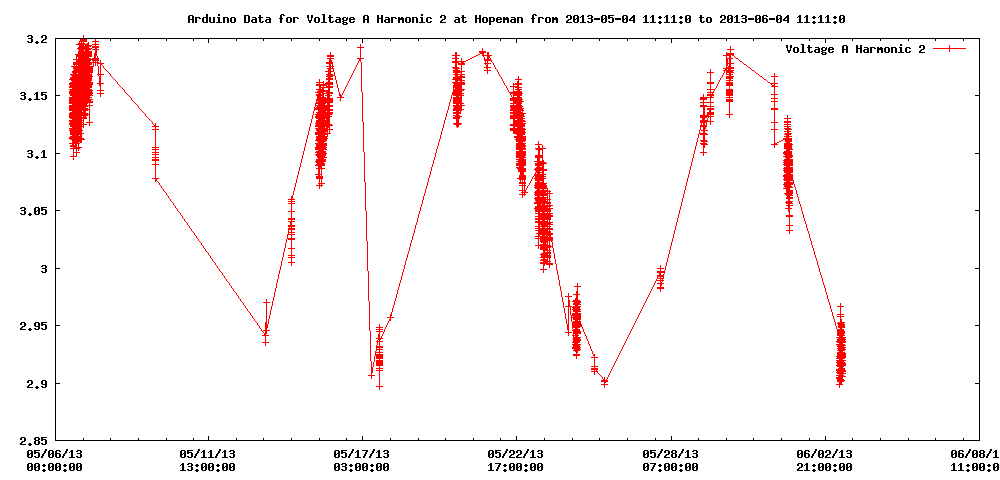 Arduino Data for Voltage A Harmonic 2 at Hopeman from 2013-05-04 11:11:0 to 2013-06-04 11:11:0
Voltage A Harmonic 2
3.2
3.15
3.1
3.05
3
2.95
2.9
2.85
05/06/13 05/11/13 05/17/13 05/22/13 05/28/13 06/02/13 06/08/1
00:00:00 13:00:00 03:00:00 17:00:00 07:00:00 21:00:00 11:00:0